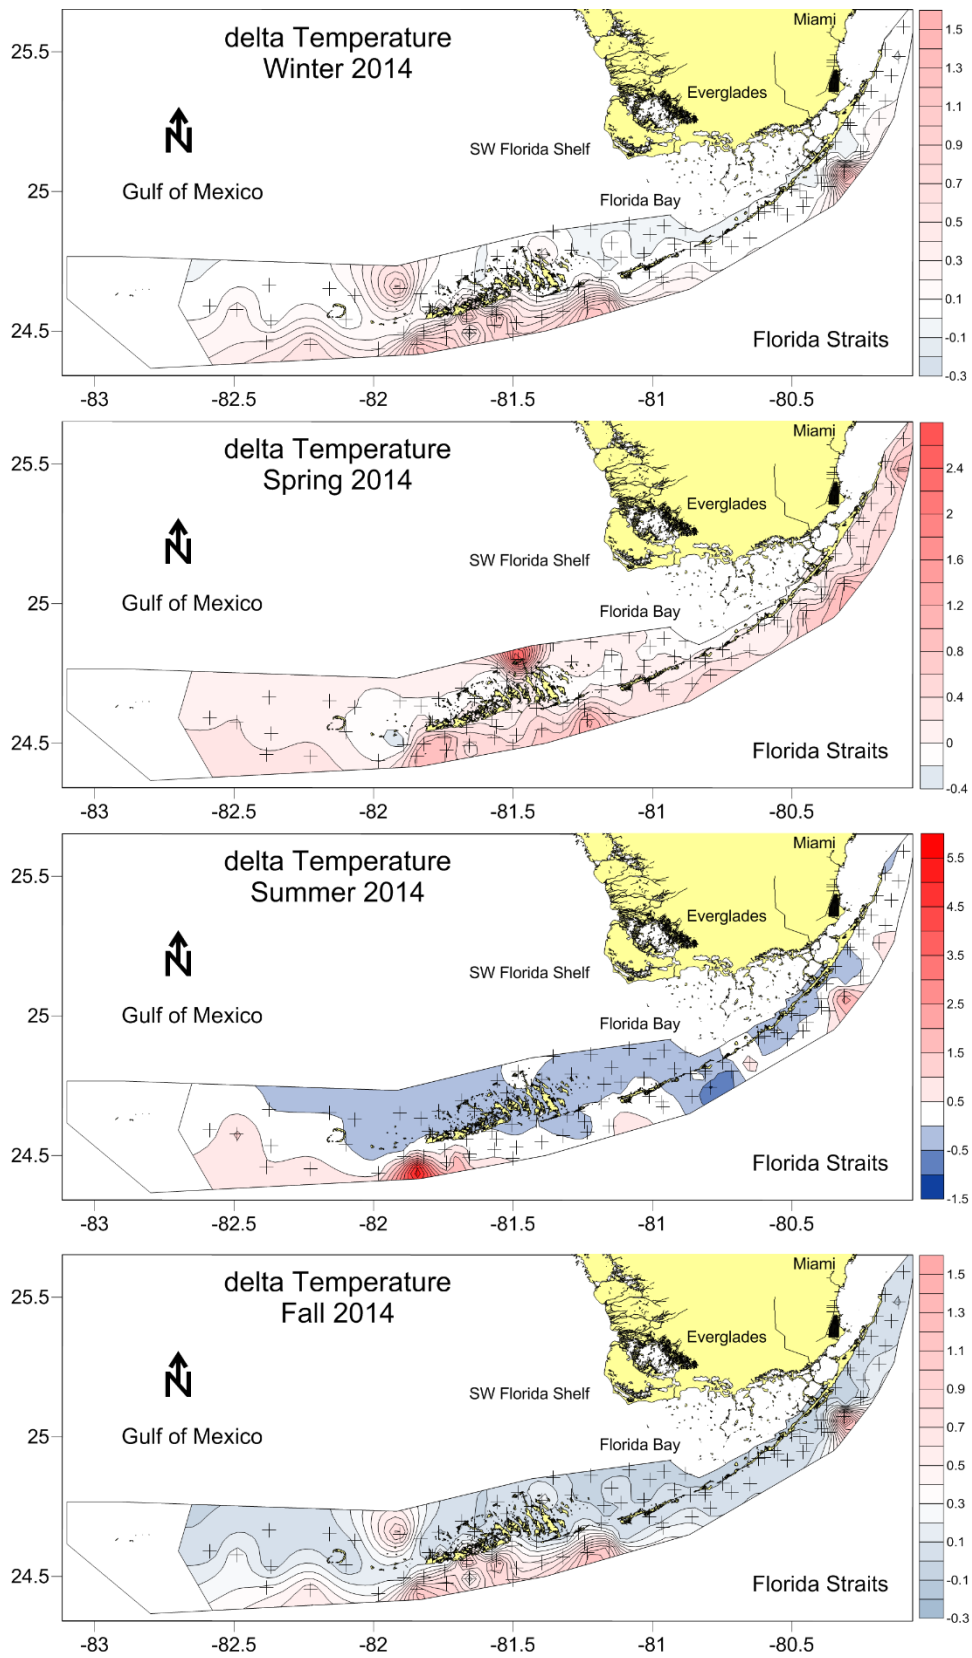 delta Temperature
Winter 2014
Miami
Everglades
SW Florida Shelf
N
Gulf of Mexico
Florida Bay
Florida Straits
25.5
25
24.5
-83
-82.5
-82
-81.5
-81
-80.5
1.5
1.3
1.1
0.9
0.7
0.5
0.3
0.1
-0.1
-0.3
delta Temperature
Spring 2014
Miami
Everglades
SW Florida Shelf
N
Gulf of Mexico
Florida Bay
Florida Straits
25.5
25
24.5
-83
-82.5
-82
-81.5
-81
-80.5
2.4
2
1.6
1.2
0.8
0.4
0
-0.4
delta Temperature
Summer 2014
Miami
Everglades
SW Florida Shelf
N
Gulf of Mexico
Florida Bay
Florida Straits
25.5
25
24.5
-83
-82.5
-82
-81.5
-81
-80.5
5.5
4.5
3.5
2.5
1.5
0.5
-0.5
-1.5
delta Temperature
Fall 2014
Miami
Everglades
SW Florida Shelf
N
Gulf of Mexico
Florida Bay
Florida Straits
25.5
25
24.5
-83
-82.5
-82
-81.5
-81
-80.5
1.5
1.3
1.1
0.9
0.7
0.5
0.3
0.1
-0.1
-0.3